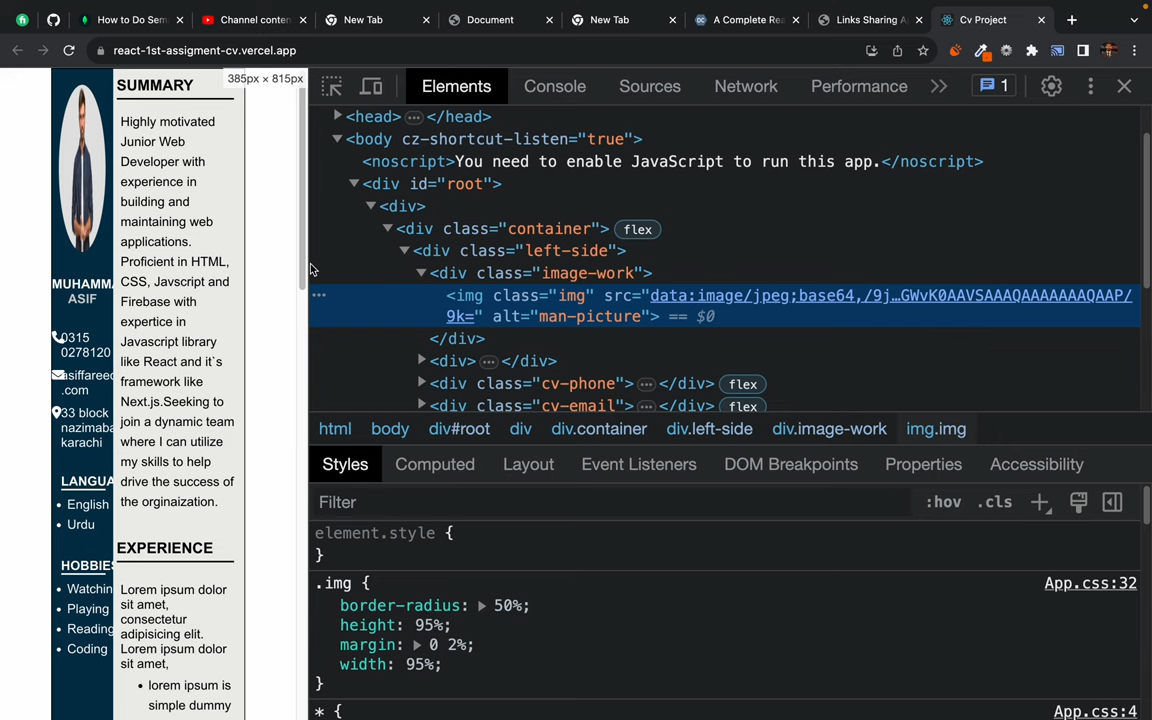 How to Do Sem
Channel conten
New Tab
Document
New Tab
A Complete Rea
Links Sharing A
Cv Project
react-1st-assigment-cv.vercel.app
385px × 815px
SUMMARY
Highly motivated
Junior Web
Developer with
experience in
building and
maintaining web
applications.
Proficient in HTML,
CSS, Javscript and
Firebase with
expertice in
Javascript library
like React and it`s
framework like
Next.js.Seeking to
join a dynamic team
where I can utilize
my skills to help
drive the success of
the orginaization.
EXPERIENCE
Lorem ipsum dolor
sit amet,
consectetur
adipisicing elit.
Lorem ipsum dolor
sit amet,
• lorem ipsum is
simple dummy
MUHAMMA
ASIF
0315
0278120
asiffareed
.com
33 block
nazimaba
karachi
LANGUA
• English
• Urdu
HOBBIES
• Watchin
• Playing
• Reading
• Coding
Elements
Console
Sources
Network
Performance
1
<head> … </head>
<body cz-shortcut-listen="true">
<noscript>You need to enable JavaScript to run this app.</noscript>
<div id="root">
<div>
<div class="container"> flex
<div class="left-side">
<div class="image-work">
<img class="img" src="data:image/jpeg;base64,/9j…GWvK0AAVSAAAQAAAAAAAQAAP/
9k=" alt="man-picture"> == $0
</div>
<div> … </div>
<div class="cv-phone"> … </div> flex
<div class="cv-email"> … </div> flex
html body div#root div div.container div.left-side div.image-work img.img
Styles Computed Layout Event Listeners DOM Breakpoints Properties Accessibility
Filter
:hov .cls
element.style {
}
.img { App.css:32
border-radius: 50%;
height: 95%;
margin: 0 2%;
width: 95%;
}
* { App.css:4